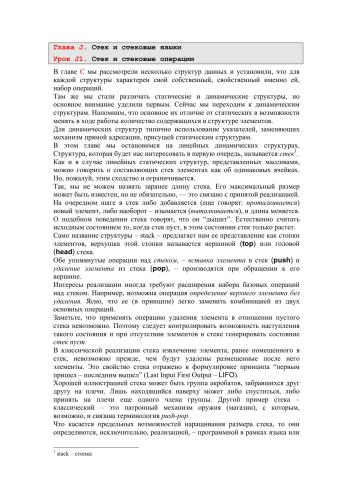 Глава J. Стек и стековые языки
Урок J1. Стек и стековые операции
В главе C мы рассмотрели несколько структур данных и установили, что для
каждой структуры характерен свой собственный, свойственный именно ей,
набор операций.
Там же мы стали различать статические и динамические структуры, но
основное внимание уделили первым. Сейчас мы переходим к динамическим
структурам. Напомним, что основное их отличие от статических в возможности
менять в ходе работы количество содержащихся в структуре элементов.
Для динамических структур типично использование указателей, заменяющих
механизм прямой адресации, присущей статическим структурам.
В этом главе мы остановимся на линейных динамических структурах.
Структура, которая будет нас интересовать в первую очередь, называется стек¹.
Как и в случае линейных статических структур, представленных массивами,
можно говорить о составляющих стек элементах как об одинаковых ячейках.
Но, пожалуй, этим сходство и ограничивается.
Так, мы не можем назвать заранее длину стека. Его максимальный размер
может быть известен, но не обязательно, — это связано с принятой реализацией.
На очередном шаге в стек либо добавляется (еще говорят: проталкивается)
новый элемент, либо наоборот – изымается (выталкивается), и длина меняется.
О подобном поведении стека говорят, что он "дышит". Естественно считать
исходным состоянием то, когда стек пуст, в этом состоянии стек только растет.
Само название структуры – stack – предлагает нам ее представление как стопки
элементов, верхушка этой стопки называется вершиной (top) или головой
(head) стека.
Обе упомянутые операции над стеком, – вставка элемента в стек (push) и
удаление элемента из стека (pop), – производятся при обращении к его
вершине.
Интересы реализации иногда требуют расширения набора базовых операций
над стеком. Например, возможна операция определение верхнего элемента без
удаления. Ясно, что ее (в принципе) легко заменить комбинацией из двух
основных операций.
Заметьте, что применять операцию удаления элемента в отношении пустого
стека невозможно. Поэтому следует контролировать возможность наступления
такого состояния и при отсутствии элементов в стеке генерировать состояние
стек пуст.
В классической реализации стека извлечение элемента, ранее помещенного в
стек, невозможно прежде, чем будут удалены размещенные после него
элементы. Это свойство стека отражено в формулировке принципа "первым
пришел – последним вышел" (Last Input First Output – LIFO).
Хорошей иллюстрацией стека может быть группа акробатов, забравшихся друг
другу на плечи. Лишь находящийся наверху может либо спуститься, либо
принять на плечи еще одного члена группы. Другой пример стека –
классический – это патронный механизм оружия (магазин), с которым,
возможно, и связана терминология push-pop.
Что касается предельных возможностей наращивания размера стека, то они
определяются, исключительно, реализацией, – программной в рамках языка или
¹ stack – стопка